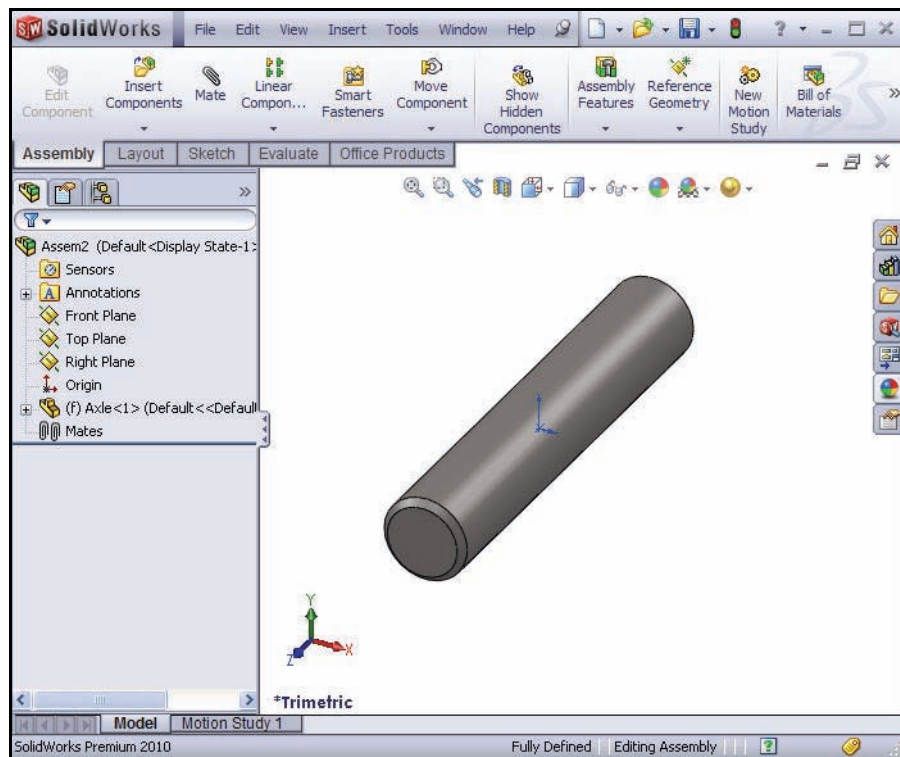 SolidWorks File Edit View Insert Tools Window Help ?
Edit Component
Insert Components
Mate
Linear Compon...
Smart Fasteners
Move Component
Show Hidden Components
Assembly Features
Reference Geometry
New Motion Study
Bill of Materials
Assembly Layout Sketch Evaluate Office Products
Assem2 (Default<Display State-1>
Sensors
A Annotations
Front Plane
Top Plane
Right Plane
Origin
(f) Axle<1> (Default<<Defaul
Mates
Y
X
Z
*Trimetric
Model Motion Study 1
SolidWorks Premium 2010 Fully Defined Editing Assembly ?